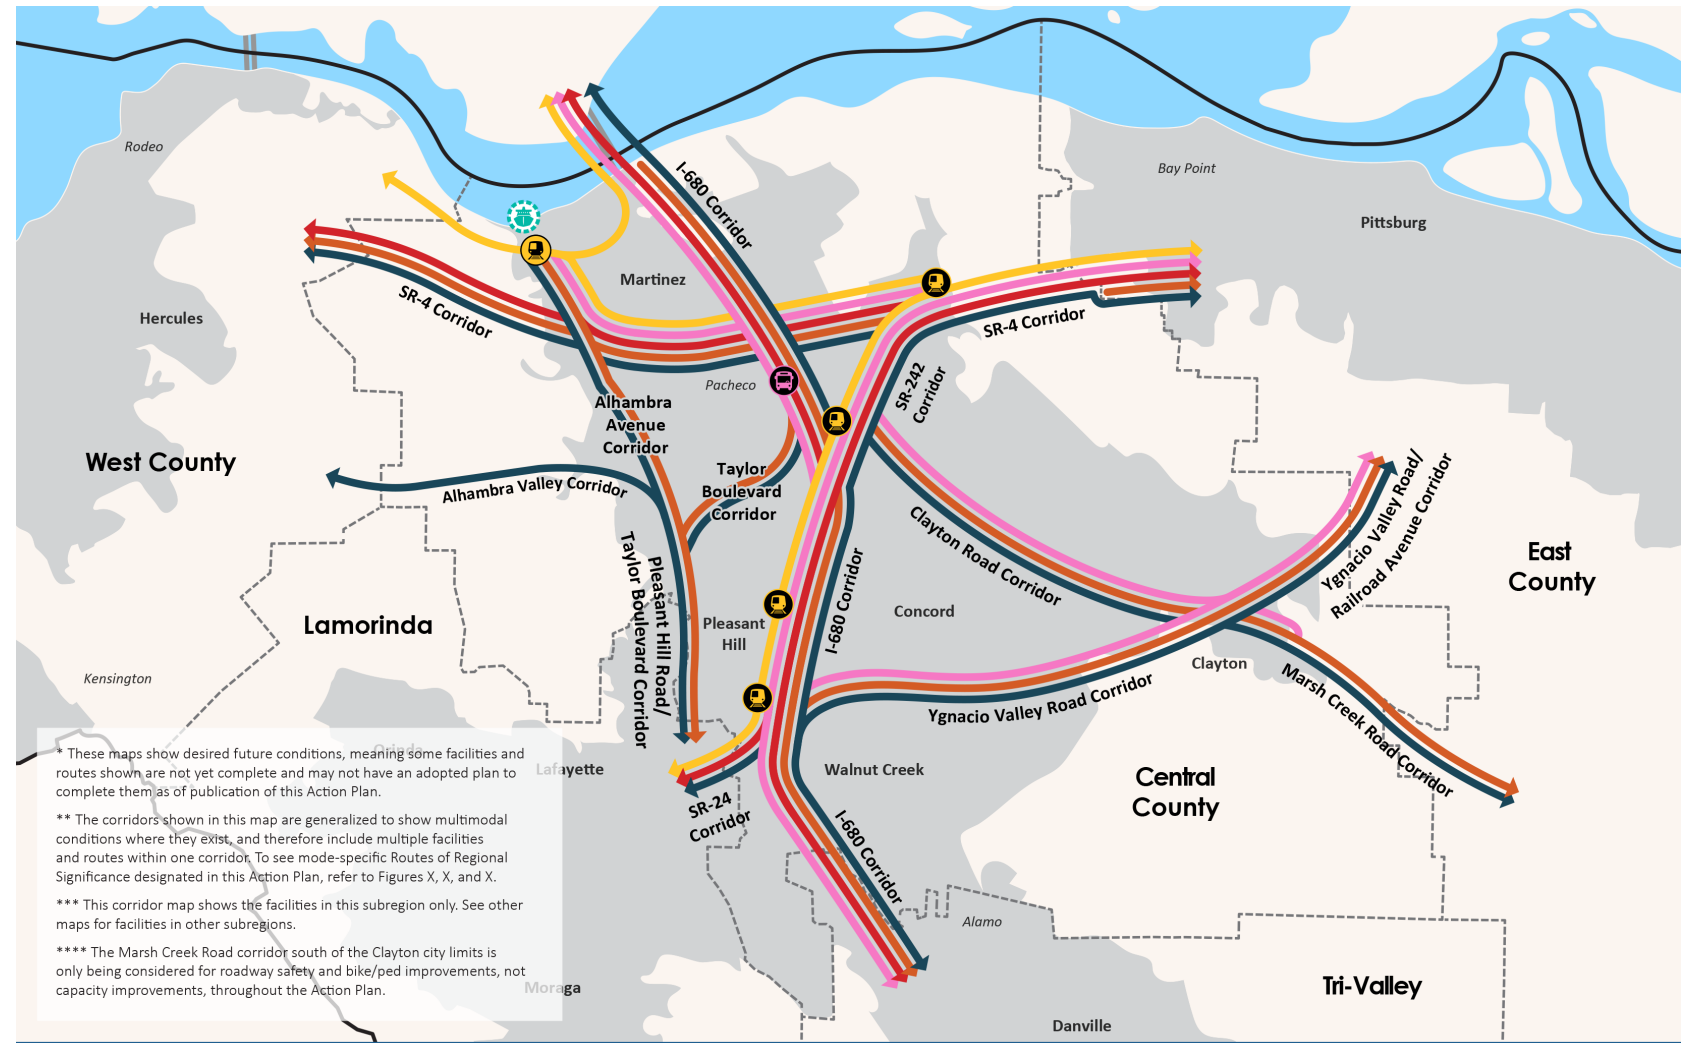 Rodeo
Bay Point
Pittsburg
I-680 Corridor
Martinez
Hercules
SR-4 Corridor
SR-4 Corridor
Pacheco
SR-242
Corridor
Alhambra
Avenue
Corridor
West County
Taylor
Boulevard
Corridor
Alhambra Valley Corridor
Clayton Road Corridor
Ygnacio Valley Road/
Railroad Avenue Corridor
East
County
Pleasant Hill Road/
Taylor Boulevard Corridor
I-680 Corridor
Concord
Lamorinda
Pleasant
Hill
Clayton
Kensington
Ygnacio Valley Road Corridor
Marsh Creek Road Corridor
Orinda
Lafayette
Walnut Creek
Central
County
SR-24
Corridor
I-680 Corridor
Alamo
Tri-Valley
Moraga
Danville
* These maps show desired future conditions, meaning some facilities and
routes shown are not yet complete and may not have an adopted plan to
complete them as of publication of this Action Plan.
** The corridors shown in this map are generalized to show multimodal
conditions where they exist, and therefore include multiple facilities
and routes within one corridor. To see mode-specific Routes of Regional
Significance designated in this Action Plan, refer to Figures X, X, and X.
*** This corridor map shows the facilities in this subregion only. See other
maps for facilities in other subregions.
**** The Marsh Creek Road corridor south of the Clayton city limits is
only being considered for roadway safety and bike/ped improvements, not
capacity improvements, throughout the Action Plan.